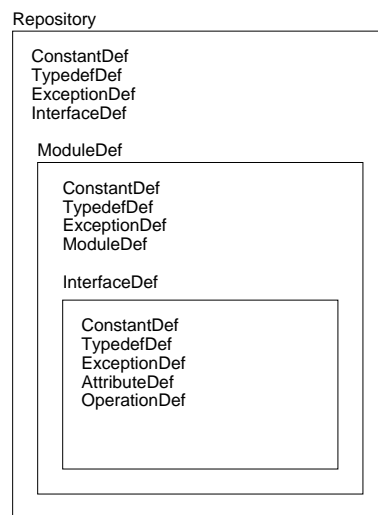 Repository
ConstantDef
TypedefDef
ExceptionDef
InterfaceDef
ModuleDef
ConstantDef
TypedefDef
ExceptionDef
ModuleDef
InterfaceDef
ConstantDef
TypedefDef
ExceptionDef
AttributeDef
OperationDef